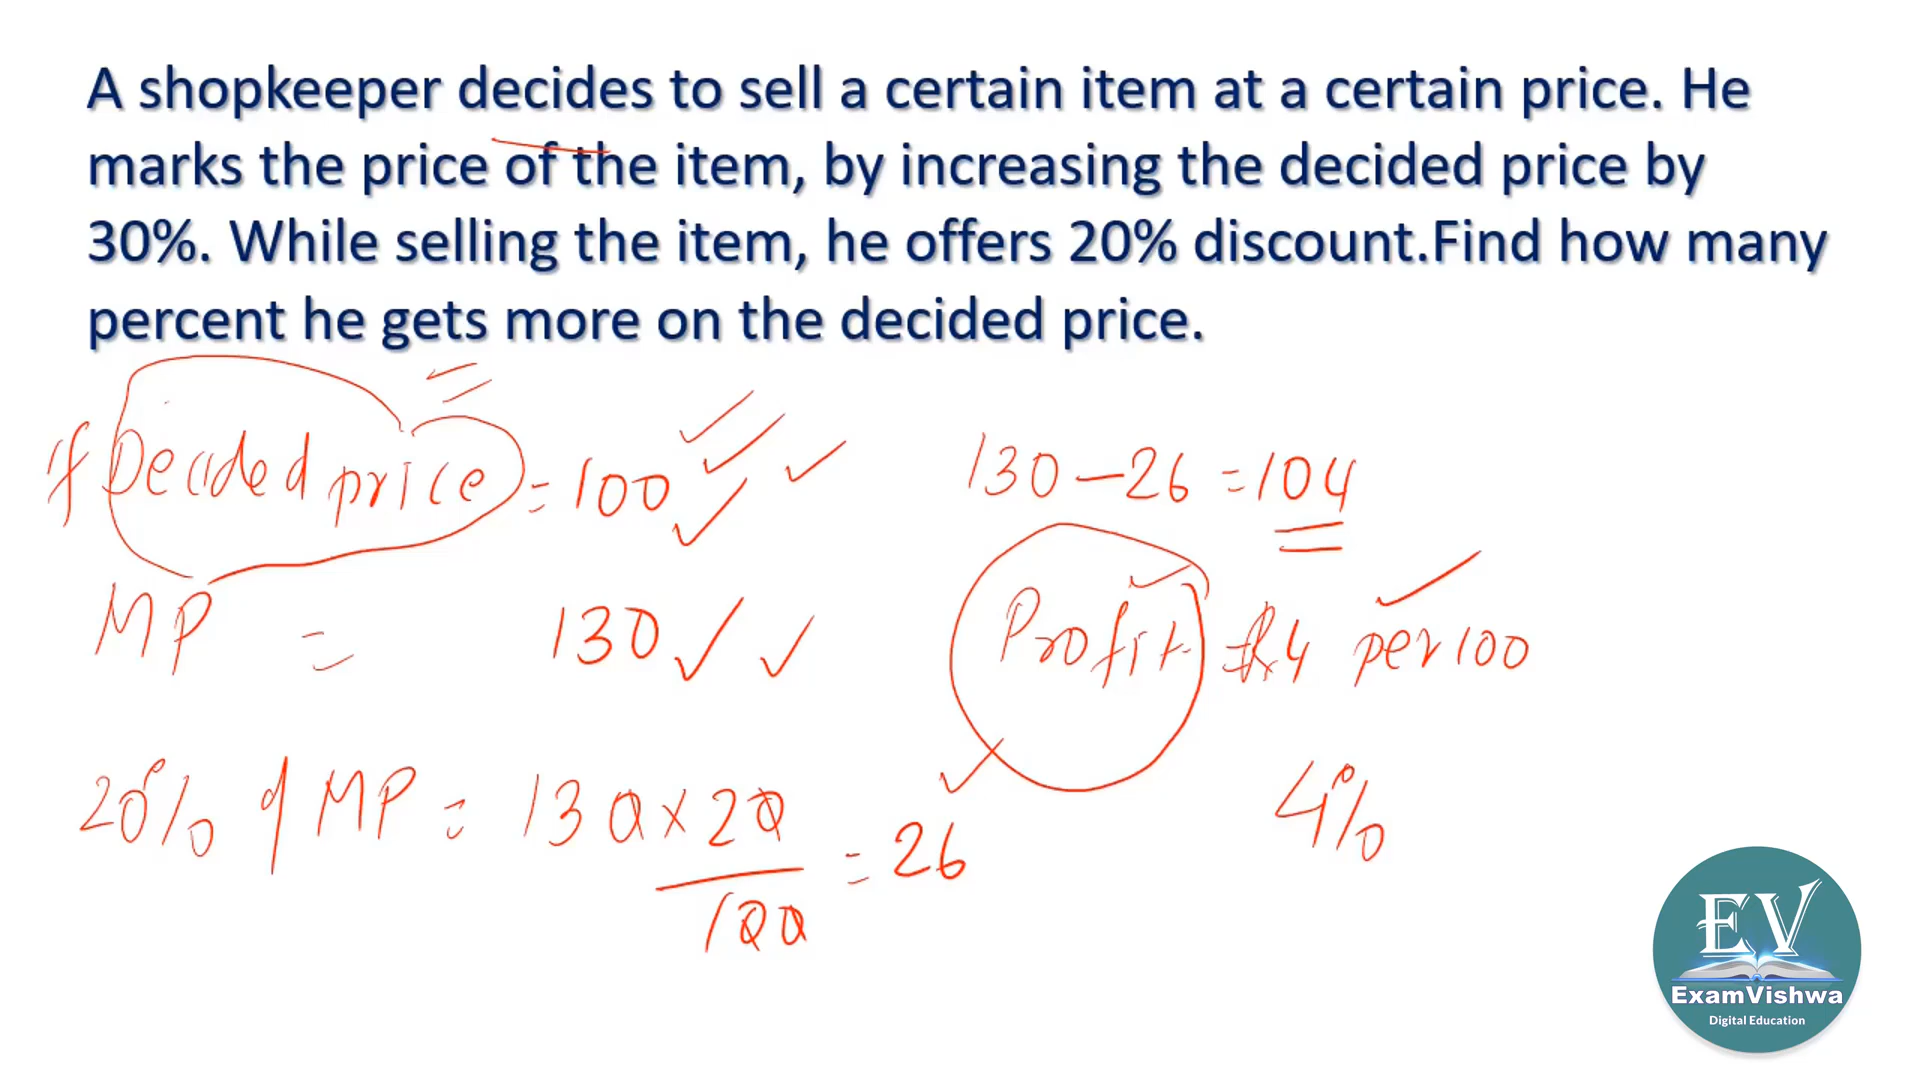 A shopkeeper decides to sell a certain item at a certain price. He
marks the price of the item, by increasing the decided price by
30%. While selling the item, he offers 20% discount.Find how many
percent he gets more on the decided price.
if Decided price = 100
MP = 130
20% of MP = 130 x 20 / 100 = 26
130 - 26 = 104
Profit = Rs 4 per 100
4%
EV
ExamVishwa
Digital Education